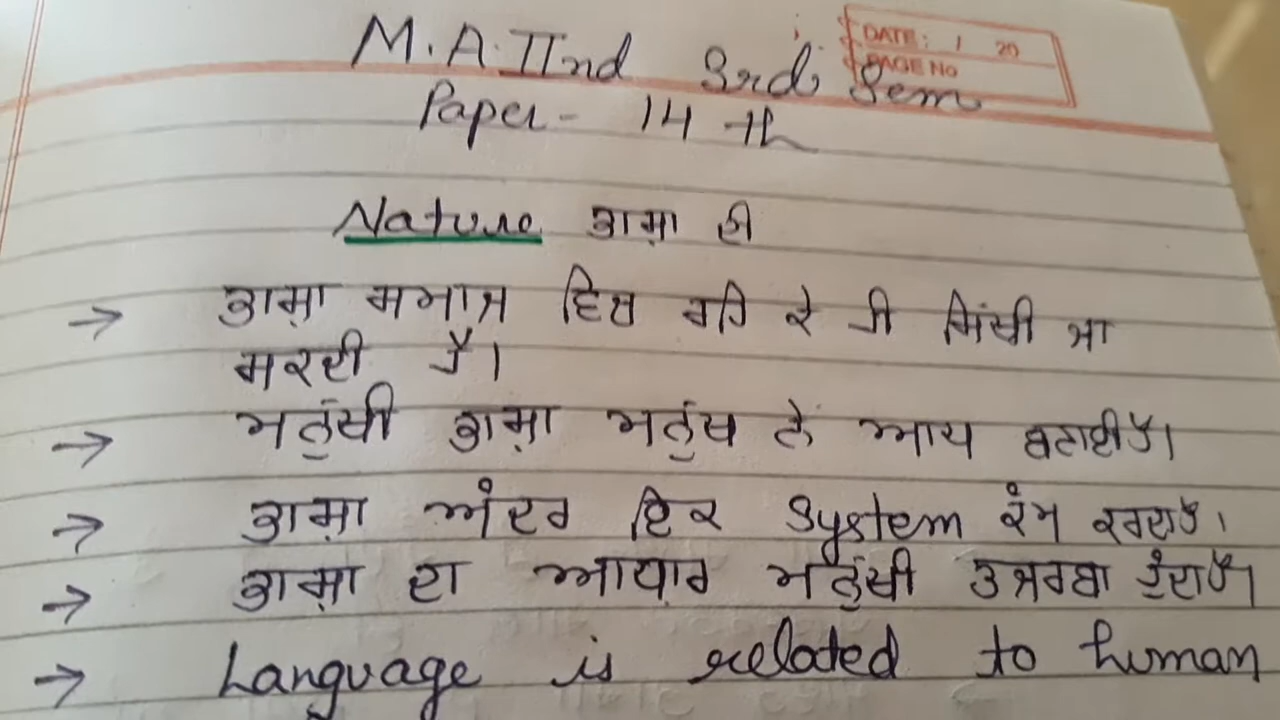 DATE: / 20
PAGE NO
M.A. IInd 3rd Sem
Paper - 14 th
Nature ਭਾਸ਼ਾ ਦੀ
→ ਭਾਸ਼ਾ ਸਮਾਜ ਵਿਚ ਰਹਿ ਕੇ ਹੀ ਸਿੱਖੀ ਜਾ
ਸਕਦੀ ਹੈ।
→ ਮਨੁੱਖੀ ਭਾਸ਼ਾ ਮਨੁੱਖ ਨੇ ਆਪ ਬਣਾਈ ਹੈ।
→ ਭਾਸ਼ਾ ਅੰਦਰ ਇਕ System ਕੰਮ ਕਰਦਾ ਹੈ।
→ ਭਾਸ਼ਾ ਦਾ ਆਧਾਰ ਮਨੁੱਖੀ ਤਜਰਬਾ ਹੁੰਦਾ ਹੈ।
→ Language is related to human